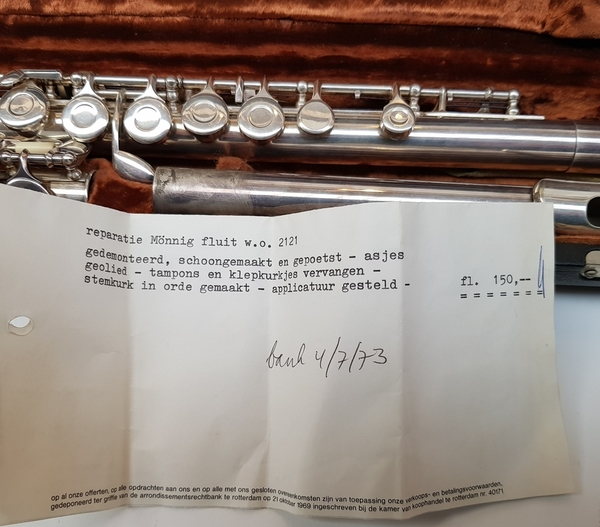 reparatie Mönnig fluit w.o. 2121
gedemonteerd, schoongemaakt en gepoetst - asjes
geolied - tampons en klepkurkjes vervangen -
stemkurk in orde gemaakt - applicatuur gesteld - fl. 150,--
bank 4/7/73
op al onze offerten, op alle opdrachten aan ons en op alle met ons gesloten overeenkomsten zijn van toepassing onze verkoops- en betalingsvoorwaarden,
gedeponeerd ter griffie van de arrondissementsrechtbank te rotterdam op 21 oktober 1969 ingeschreven bij de kamer van koophandel te rotterdam nr. 40171